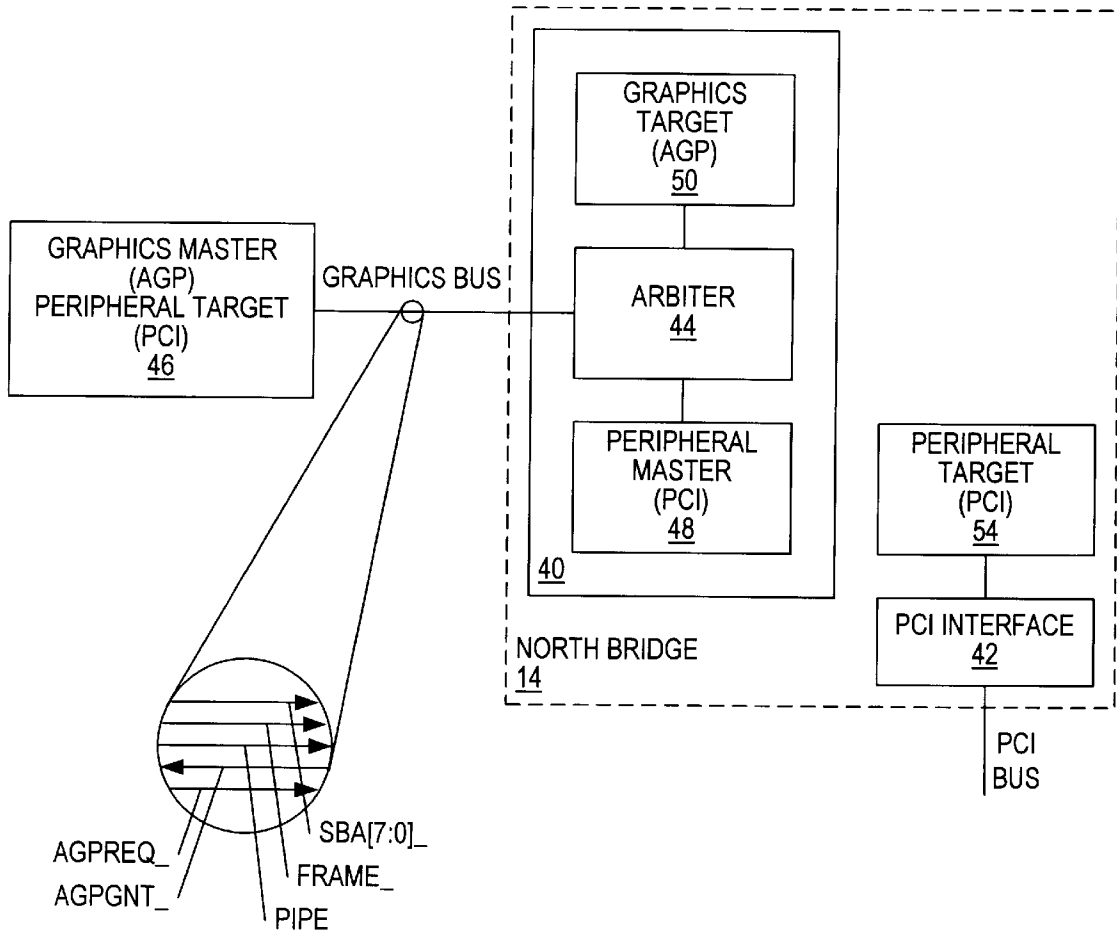 GRAPHICS
TARGET
(AGP)
50
GRAPHICS MASTER
(AGP)
PERIPHERAL TARGET
(PCI)
46
GRAPHICS BUS
ARBITER
44
PERIPHERAL
MASTER
(PCI)
48
40
PERIPHERAL
TARGET
(PCI)
54
PCI INTERFACE
42
NORTH BRIDGE
14
PCI
BUS
SBA[7:0]_
AGPREQ_
FRAME_
AGPGNT_
PIPE